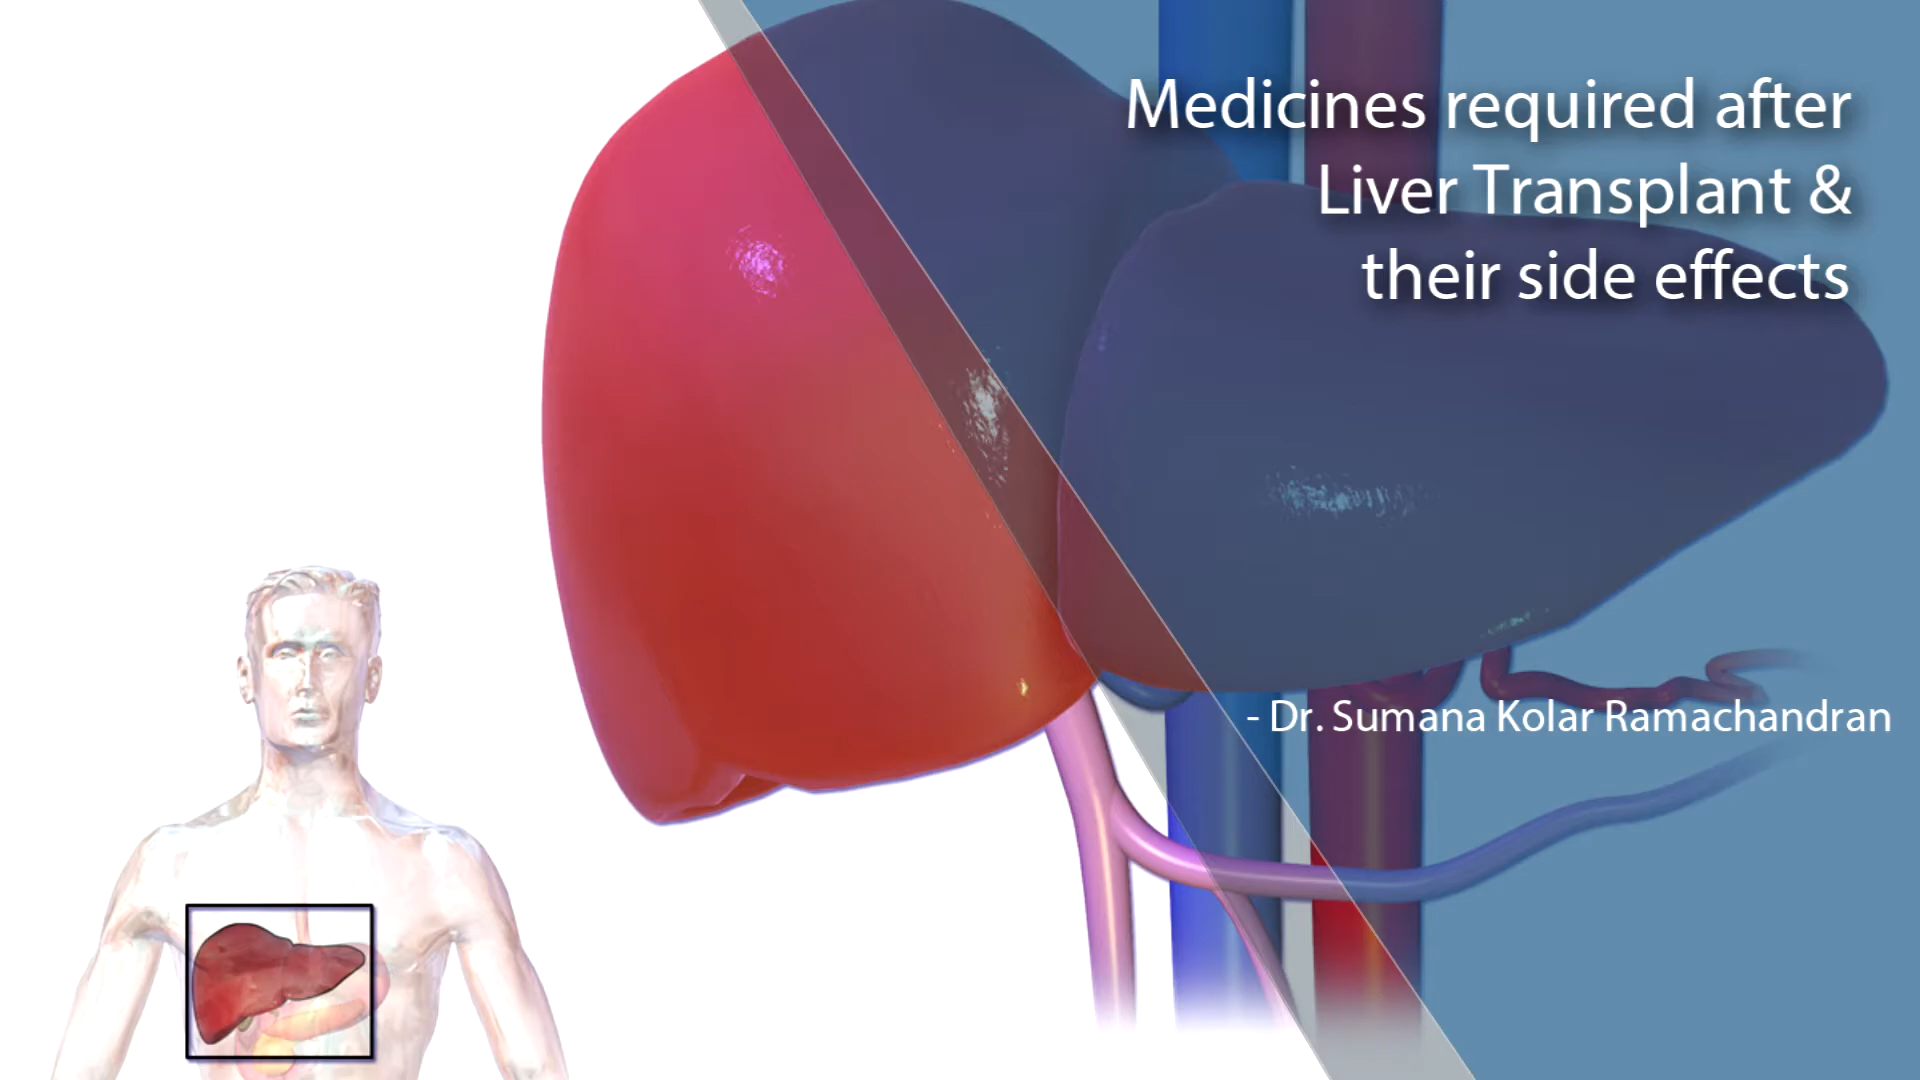 Medicines required after
Liver Transplant &
their side effects
- Dr. Sumana Kolar Ramachandran